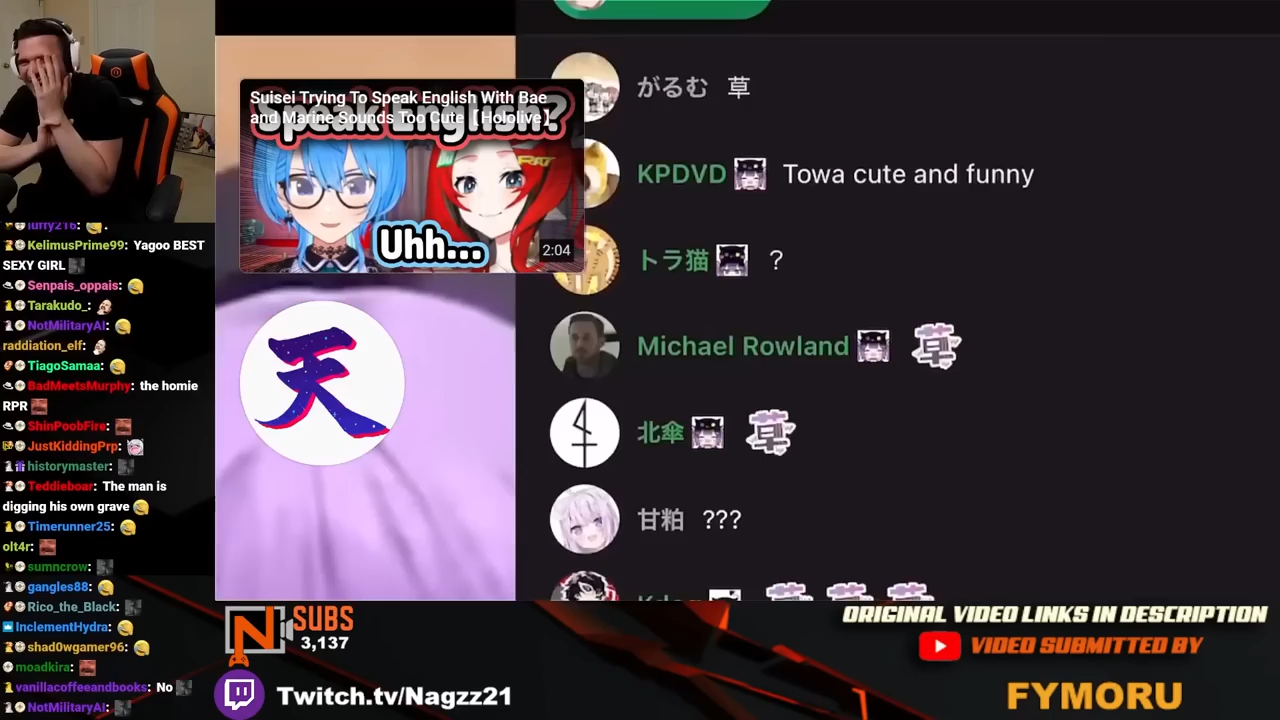 luffy216: .
KelimusPrime99: Yagoo BEST
SEXY GIRL
Senpais_oppais:
Tarakudo_:
NotMilitaryAI:
raddiation_elf:
TiagoSamaa:
BadMeetsMurphy: the homie
RPR
ShinPoobFire:
JustKiddingPrp:
historymaster:
Teddieboar: The man is
digging his own grave
Timerunner25:
olt4r:
sumncrow:
gangles88:
Rico_the_Black:
InclementHydra:
shad0wgamer96:
moadkira:
vanillacoffeeandbooks: No
NotMilitaryAI:
Suisei Trying To Speak English With Bae
and Marine Sounds Too Cute【Hololive】
Speak English?
Uhh...
2:04
天
がるむ 草
KPDVD Towa cute and funny
トラ猫 ?
Michael Rowland 草
北傘 草
甘粕 ???
SUBS
3,137
Twitch.tv/Nagzz21
ORIGINAL VIDEO LINKS IN DESCRIPTION
VIDEO SUBMITTED BY
FYMORU